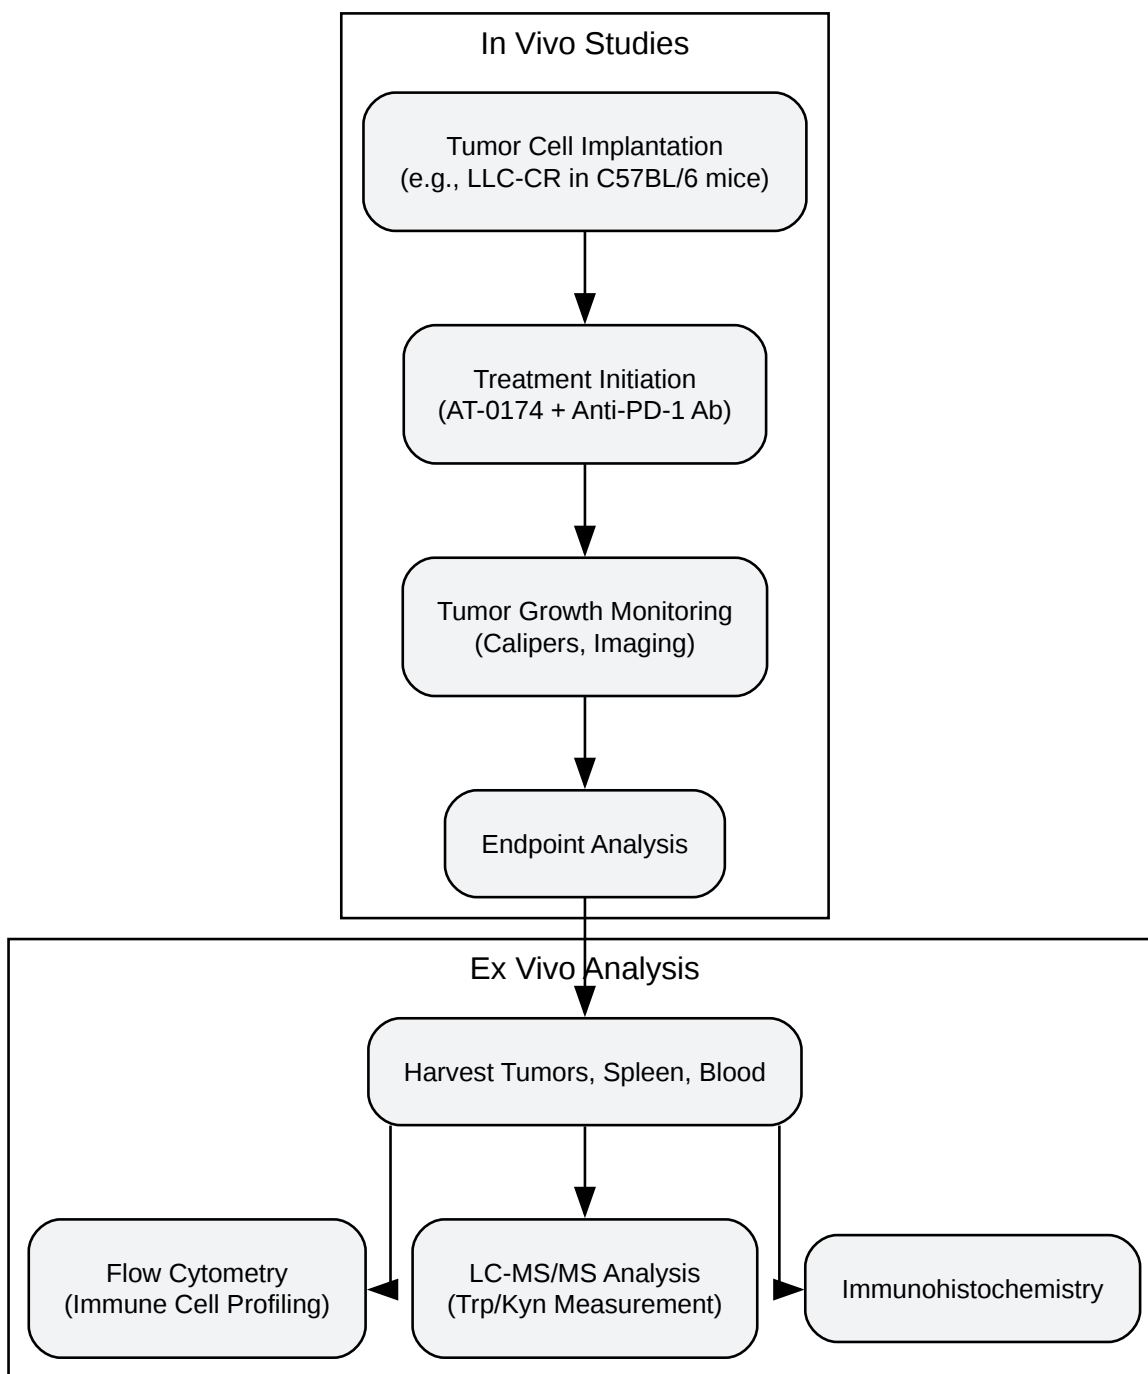 In Vivo Studies
Tumor Cell Implantation
(e.g., LLC-CR in C57BL/6 mice)
Treatment Initiation
(AT-0174 + Anti-PD-1 Ab)
Tumor Growth Monitoring
(Calipers, Imaging)
Endpoint Analysis
Ex Vivo Analysis
Harvest Tumors, Spleen, Blood
Flow Cytometry
(Immune Cell Profiling)
LC-MS/MS Analysis
(Trp/Kyn Measurement)
Immunohistochemistry